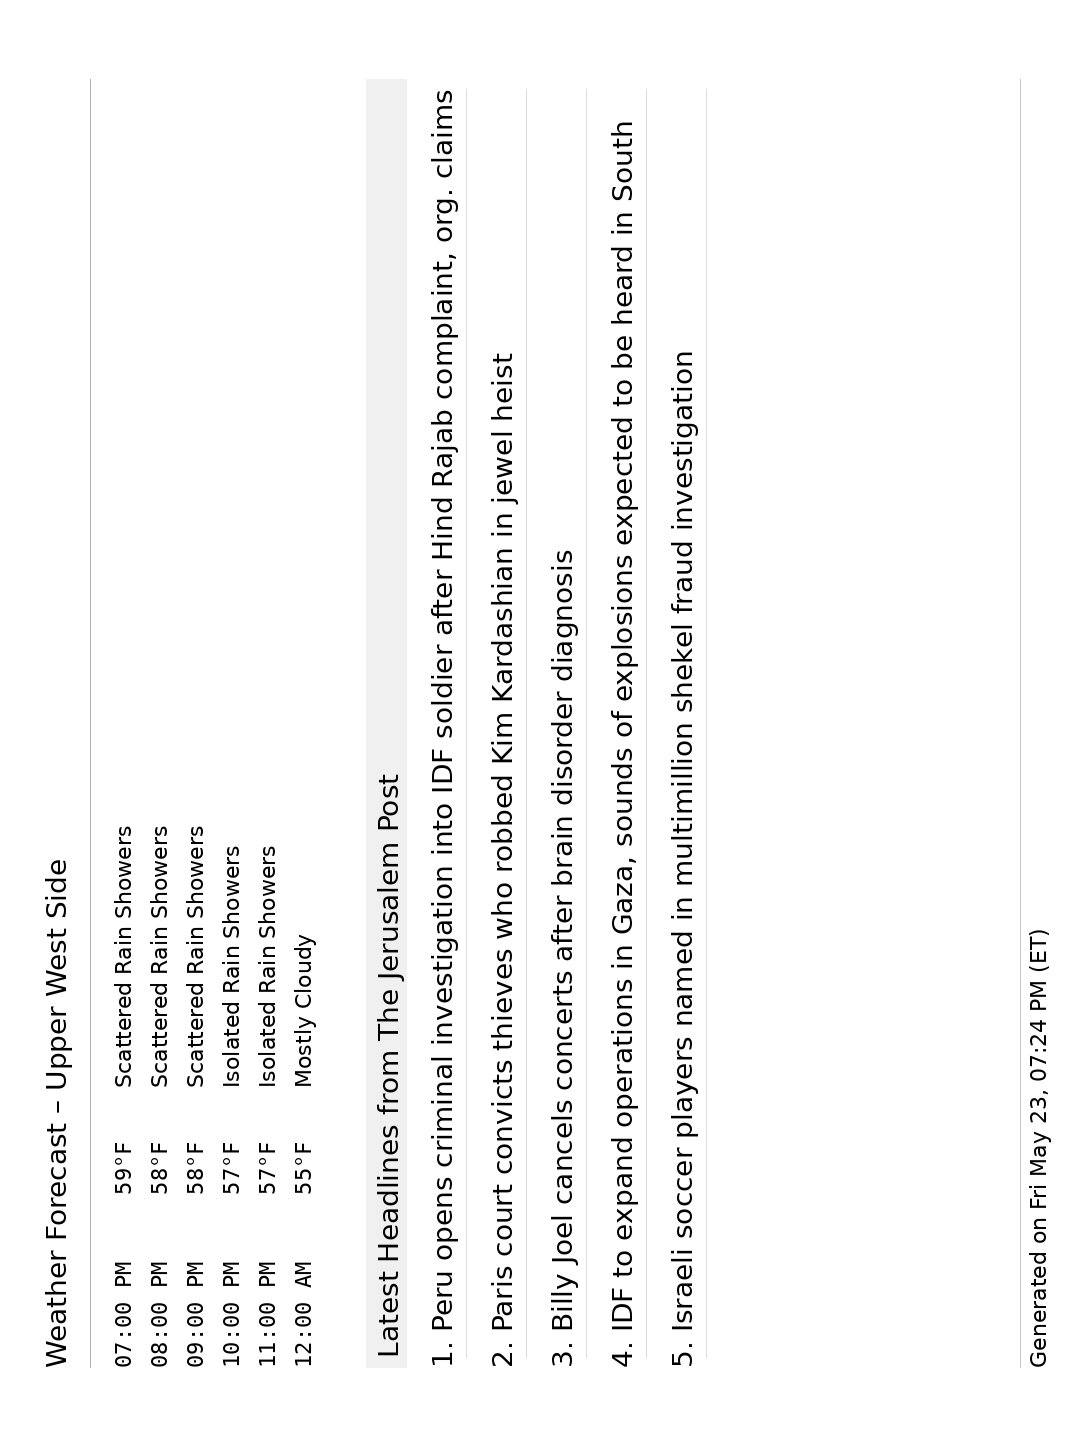 Weather Forecast – Upper West Side
07:00 PM 59°F Scattered Rain Showers
08:00 PM 58°F Scattered Rain Showers
09:00 PM 58°F Scattered Rain Showers
10:00 PM 57°F Isolated Rain Showers
11:00 PM 57°F Isolated Rain Showers
12:00 AM 55°F Mostly Cloudy
Latest Headlines from The Jerusalem Post
1. Peru opens criminal investigation into IDF soldier after Hind Rajab complaint, org. claims
2. Paris court convicts thieves who robbed Kim Kardashian in jewel heist
3. Billy Joel cancels concerts after brain disorder diagnosis
4. IDF to expand operations in Gaza, sounds of explosions expected to be heard in South
5. Israeli soccer players named in multimillion shekel fraud investigation
Generated on Fri May 23, 07:24 PM (ET)